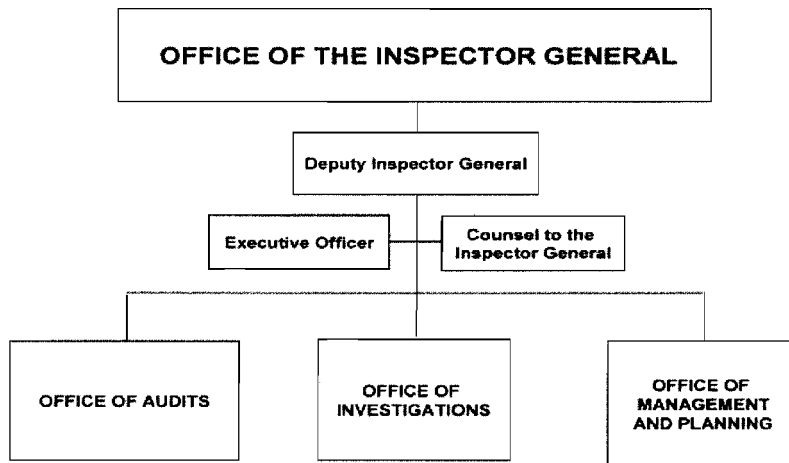 OFFICE OF THE INSPECTOR GENERAL
Deputy Inspector General
Executive Officer
Counsel to the
Inspector General
OFFICE OF AUDITS
OFFICE OF
INVESTIGATIONS
OFFICE OF
MANAGEMENT
AND PLANNING